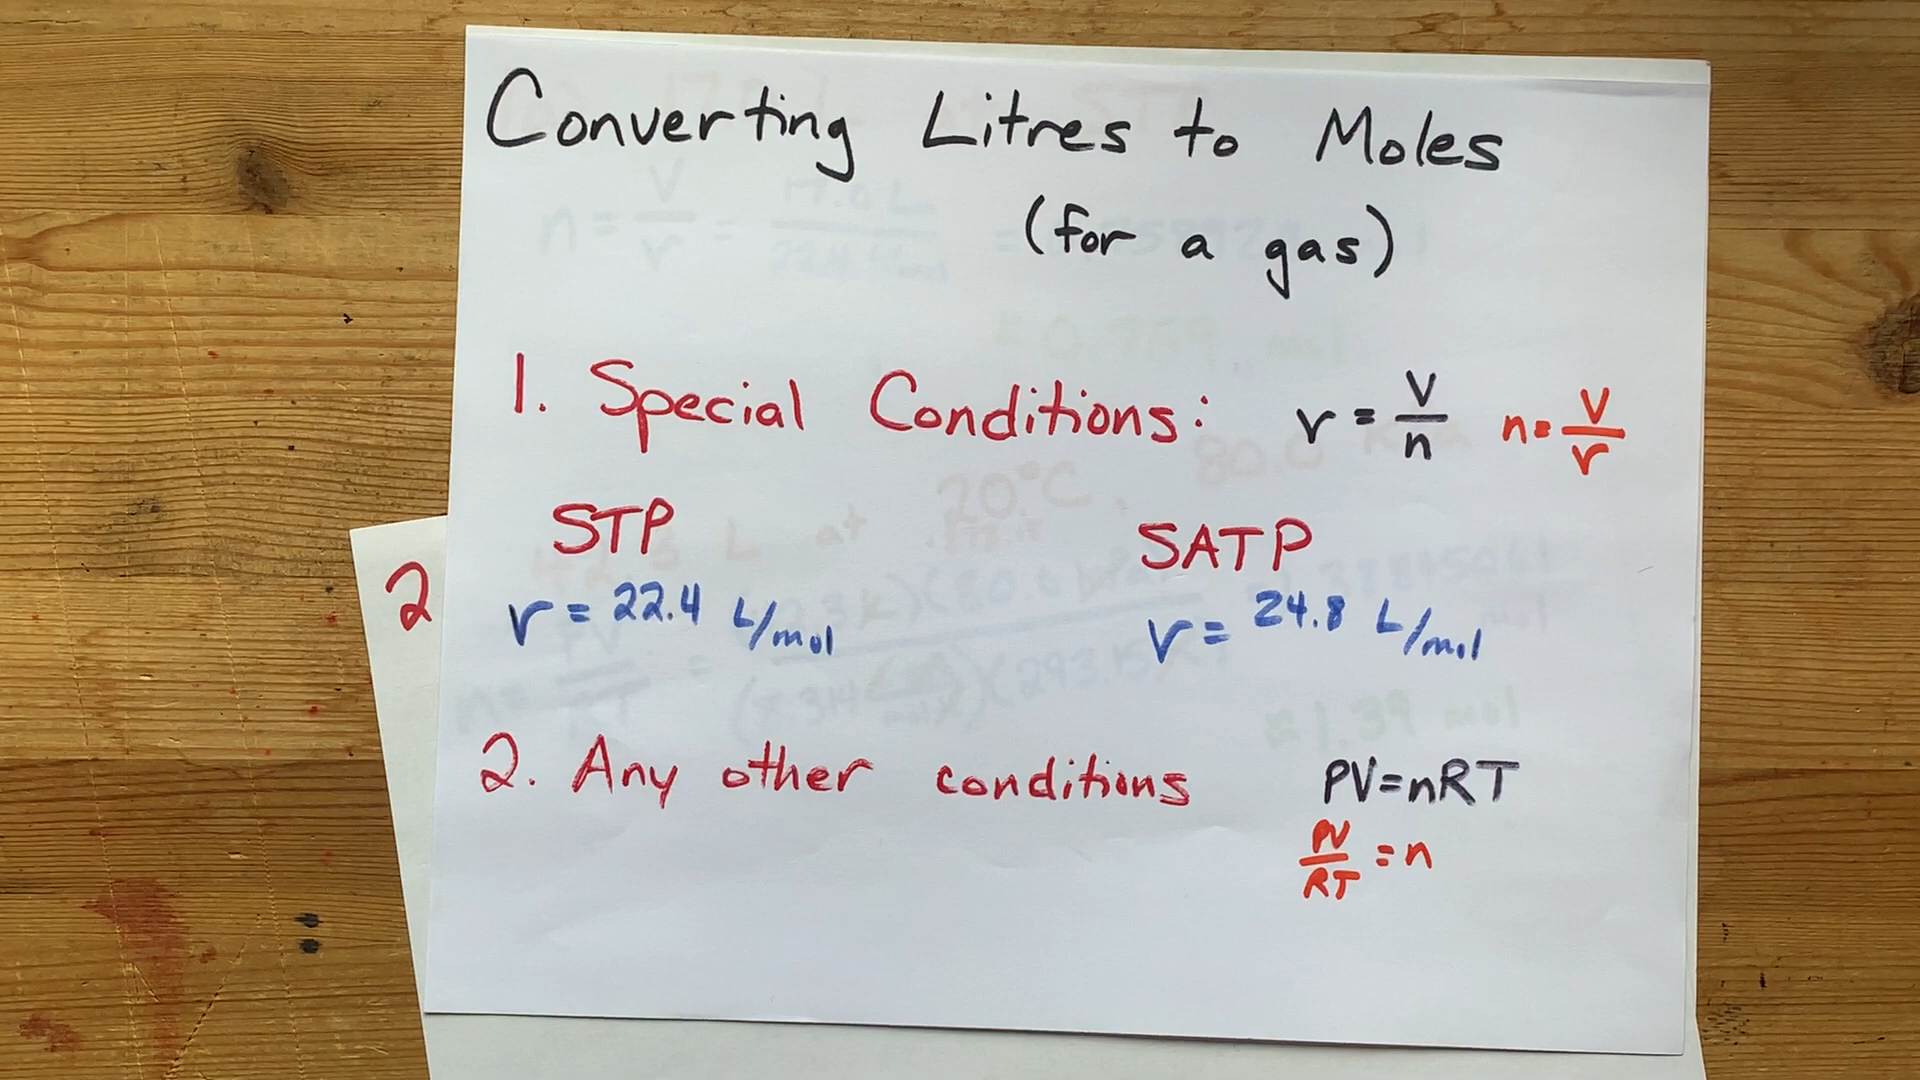 Converting Litres to Moles
(for a gas)
1. Special Conditions: v = V/n n = V/v
STP SATP
v = 22.4 L/mol v = 24.8 L/mol
2
2. Any other conditions PV=nRT
PV/RT = n